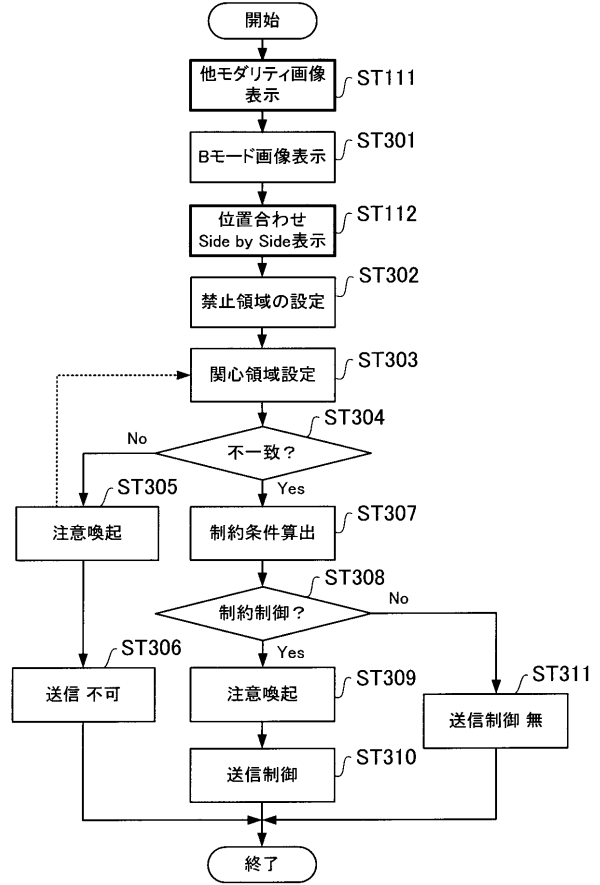 開始
他モダリティ画像
表示
ST111
Bモード画像表示
ST301
位置合わせ
Side by Side表示
ST112
禁止領域の設定
ST302
関心領域設定
ST303
不一致？
ST304
No
Yes
注意喚起
ST305
制約条件算出
ST307
制約制御？
ST308
No
Yes
送信 不可
ST306
注意喚起
ST309
送信制御 無
ST311
送信制御
ST310
終了